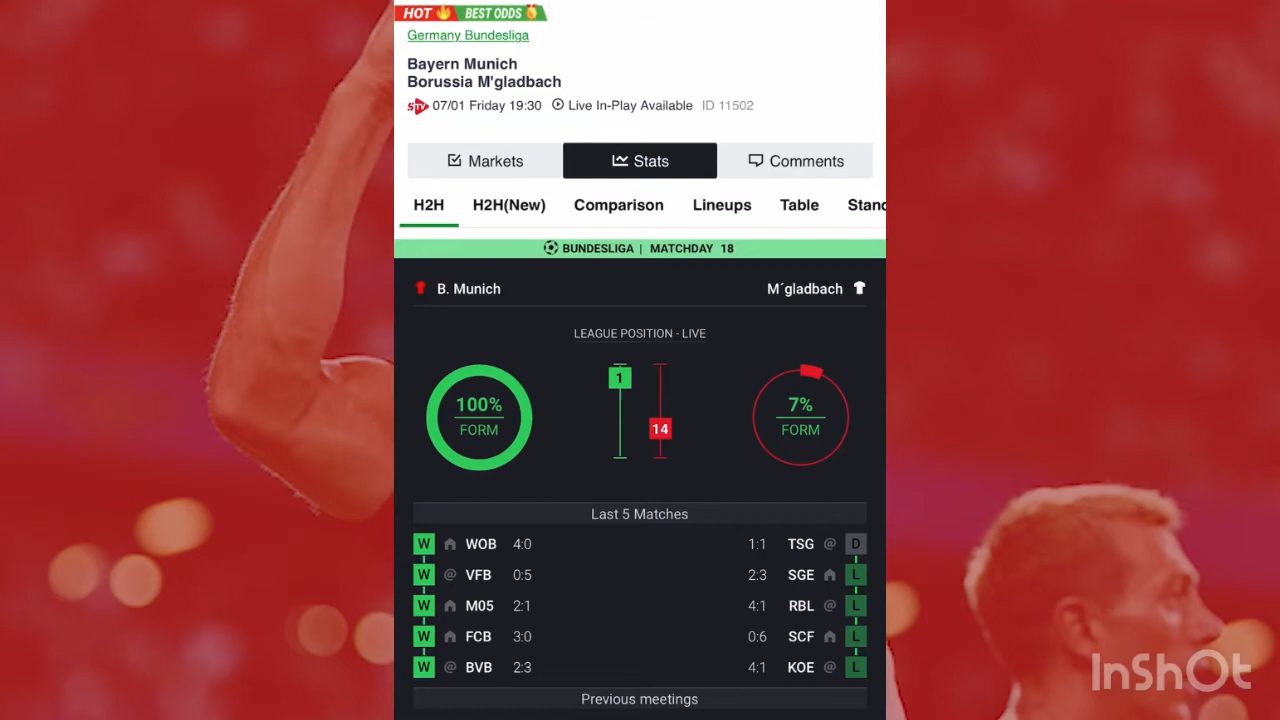 HOT BEST ODDS
Germany Bundesliga
Bayern Munich
Borussia M'gladbach
STV 07/01 Friday 19:30 Live In-Play Available ID 11502
Markets Stats Comments
H2H H2H(New) Comparison Lineups Table Stand
BUNDESLIGA | MATCHDAY 18
B. Munich M´gladbach
LEAGUE POSITION - LIVE
100% FORM 1 14 7% FORM
Last 5 Matches
W WOB 4:0 1:1 TSG @ D
W @ VFB 0:5 2:3 SGE L
W M05 2:1 4:1 RBL @ L
W FCB 3:0 0:6 SCF L
W @ BVB 2:3 4:1 KOE @ L
Previous meetings
InShOt